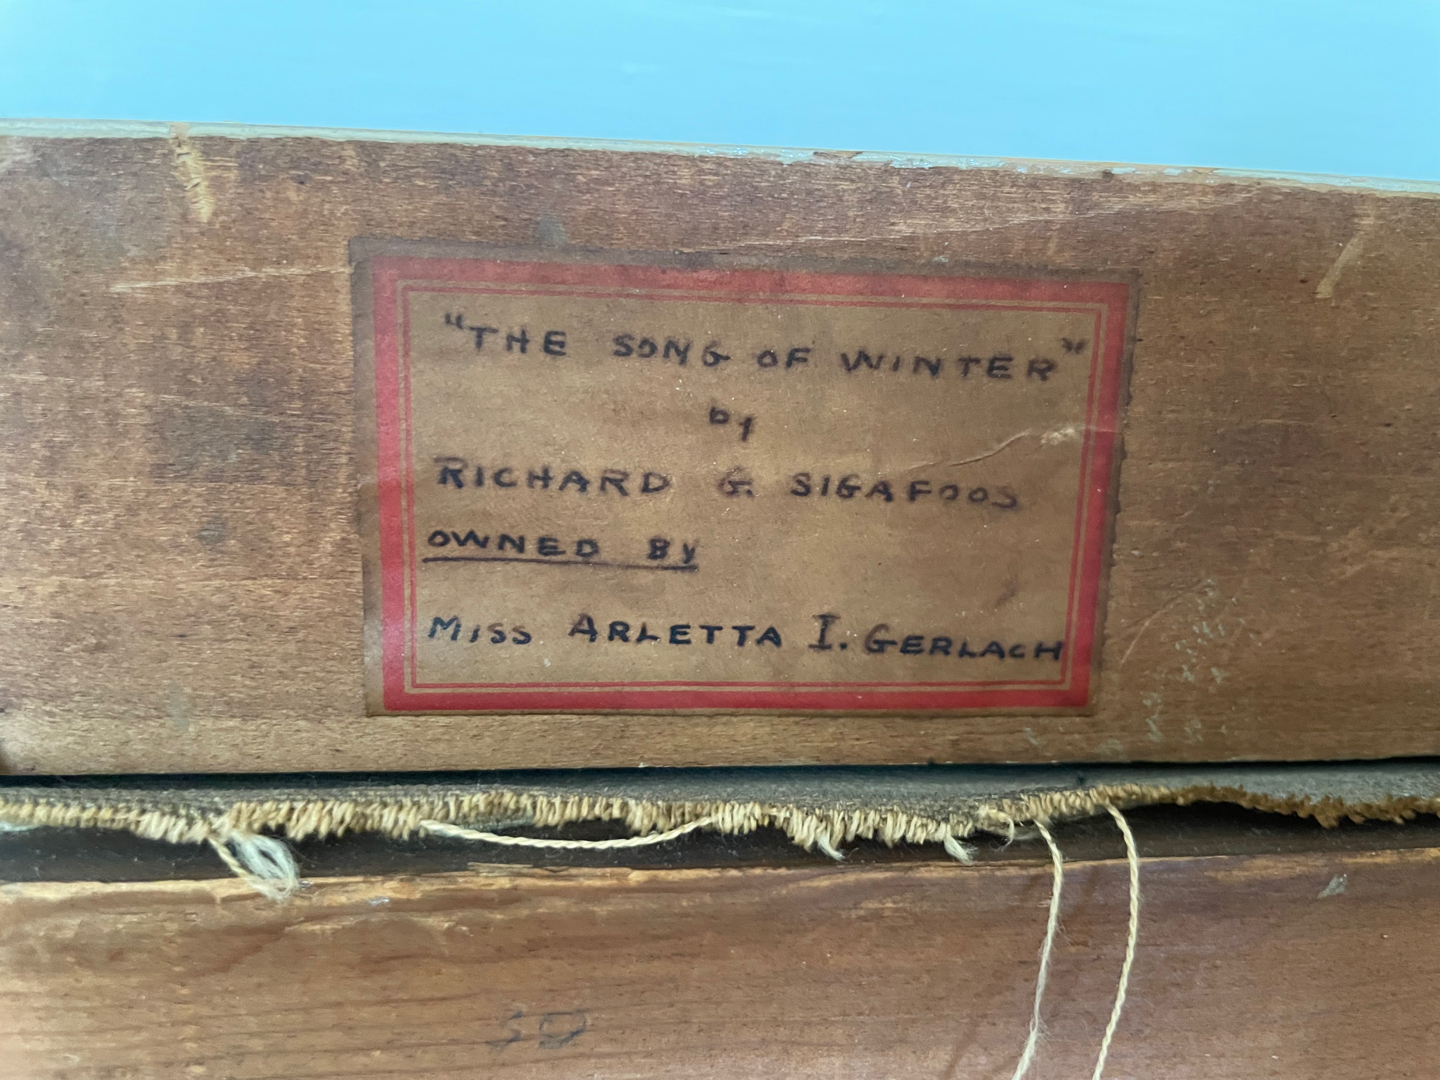 "THE SONG OF WINTER"
by
RICHARD G. SIGAFOOS
OWNED BY
MISS ARLETTA I. GERLACH